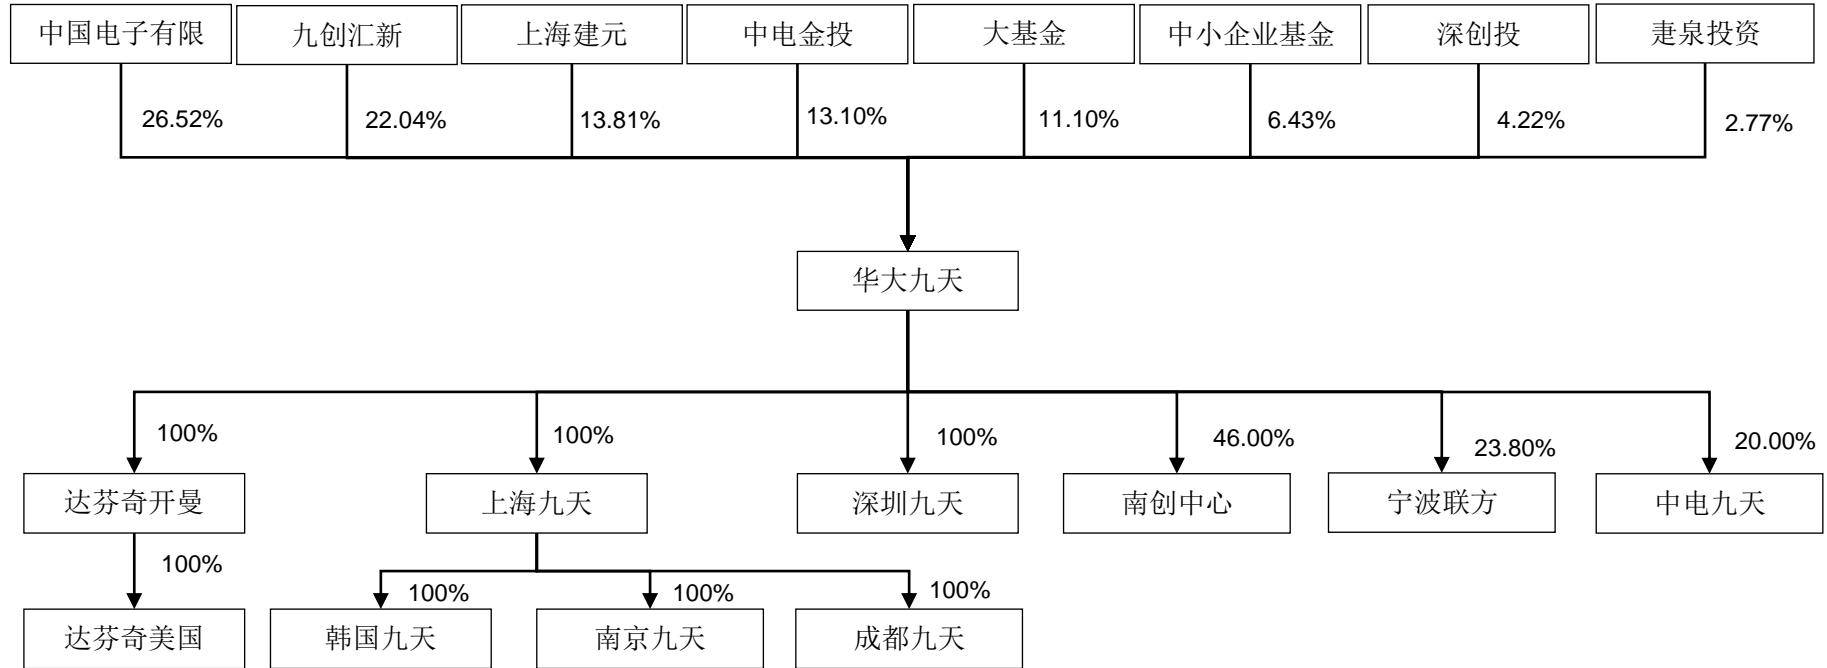 中国电子有限
九创汇新
上海建元
中电金投
大基金
中小企业基金
深创投
疌泉投资
26.52%
22.04%
13.81%
13.10%
11.10%
6.43%
4.22%
2.77%
华大九天
100%
100%
100%
46.00%
23.80%
20.00%
达芬奇开曼
上海九天
深圳九天
南创中心
宁波联方
中电九天
100%
100%
100%
100%
达芬奇美国
韩国九天
南京九天
成都九天